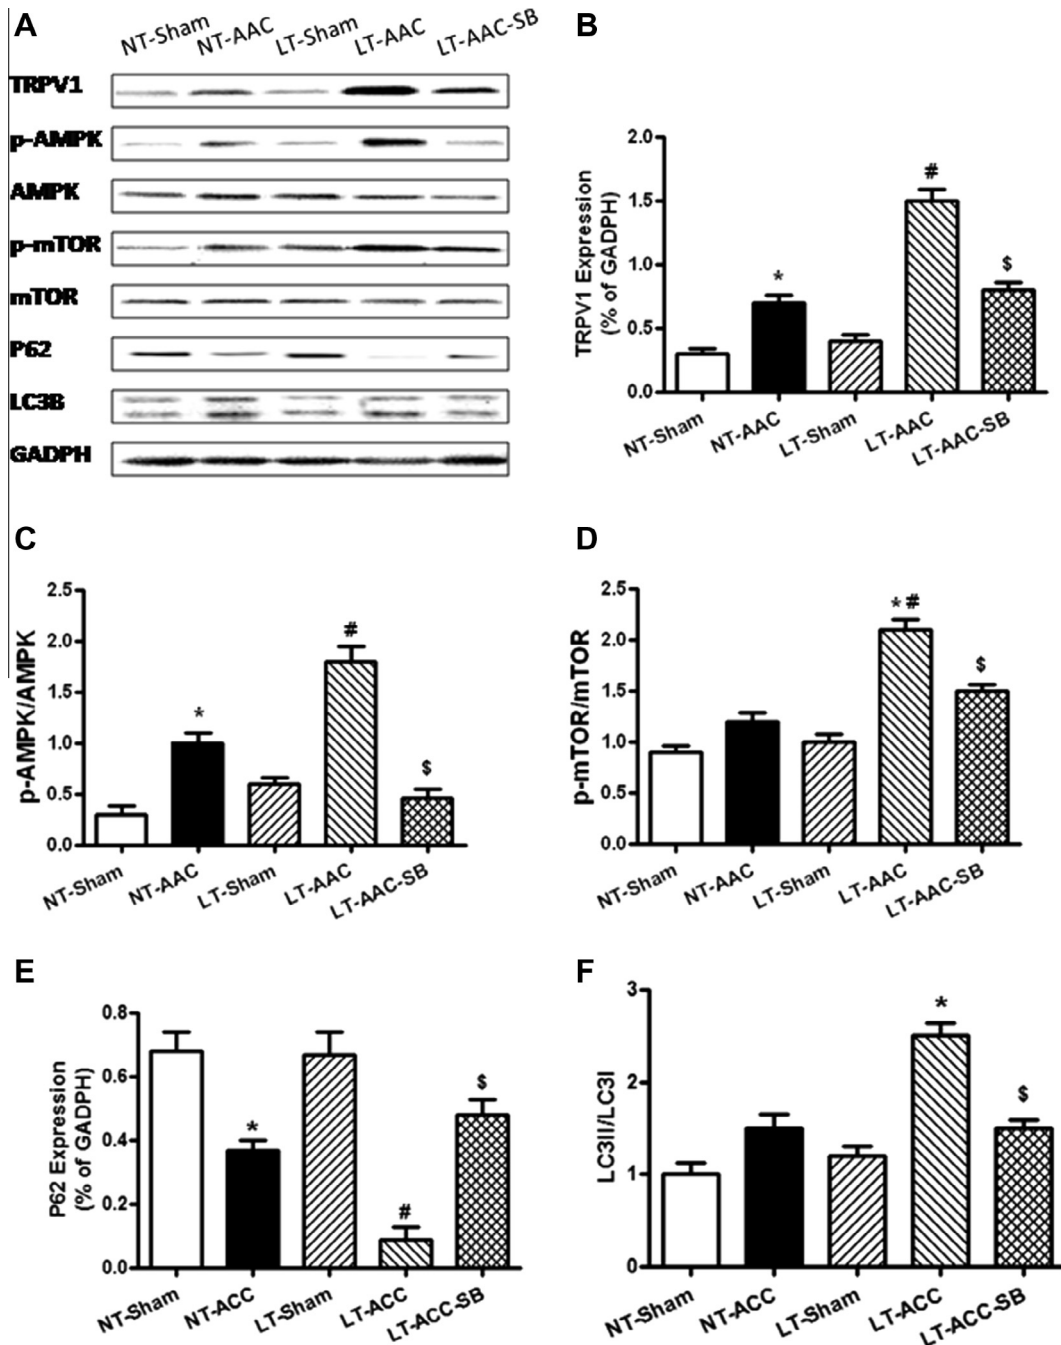 A
NT-Sham NT-AAC LT-Sham LT-AAC LT-AAC-SB
TRPV1
p-AMPK
AMPK
p-mTOR
mTOR
P62
LC3B
GADPH
B
TRPV1 Expression
(% of GADPH)
2.0
1.5
1.0
0.5
0.0
* # $
NT-Sham NT-AAC LT-Sham LT-AAC LT-AAC-SB
C
p-AMPK/AMPK
2.5
2.0
1.5
1.0
0.5
0.0
* # $
NT-Sham NT-AAC LT-Sham LT-AAC LT-AAC-SB
D
p-mTOR/mTOR
2.5
2.0
1.5
1.0
0.5
0.0
* # $
NT-Sham NT-AAC LT-Sham LT-AAC LT-AAC-SB
E
P62 Expression
(% of GADPH)
0.8
0.6
0.4
0.2
0.0
* # $
NT-Sham NT-ACC LT-Sham LT-ACC LT-ACC-SB
F
LC3II/LC3I
3
2
1
0
* $
NT-Sham NT-ACC LT-Sham LT-ACC LT-ACC-SB